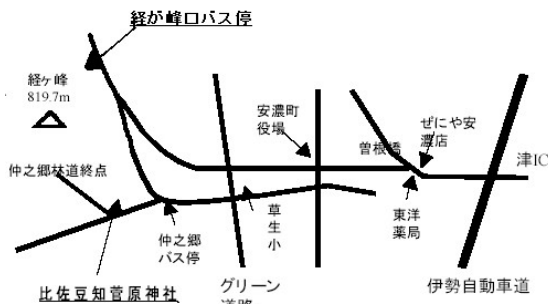 経が峰口バス停
経ヶ峰
819.7m
安濃町
役場
ぜにや安
濃店
曽根橋
津IC
仲之郷林道終点
草
生
小
東洋
薬局
仲之郷
バス停
比佐豆知菅原神社
グリーン
道路
伊勢自動車道